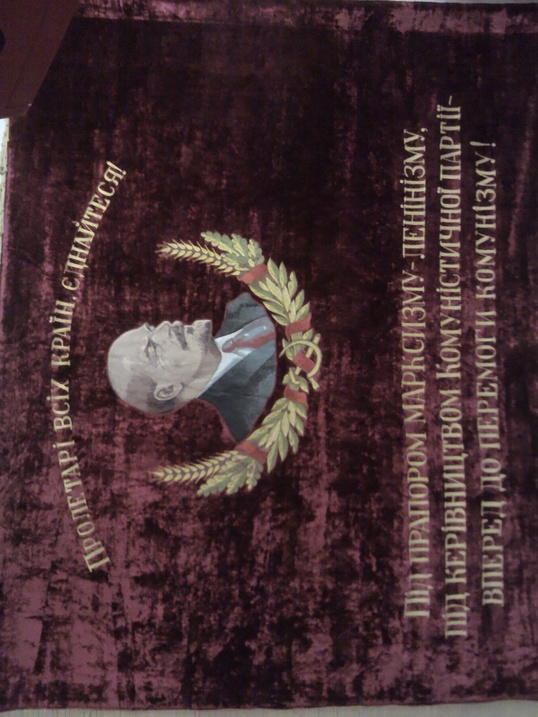 Пролетарі всіх країн, єднайтеся!
Під прапором марксизму-ленінізму,
під керівництвом Комуністичної партії-
вперед до перемоги комунізму!